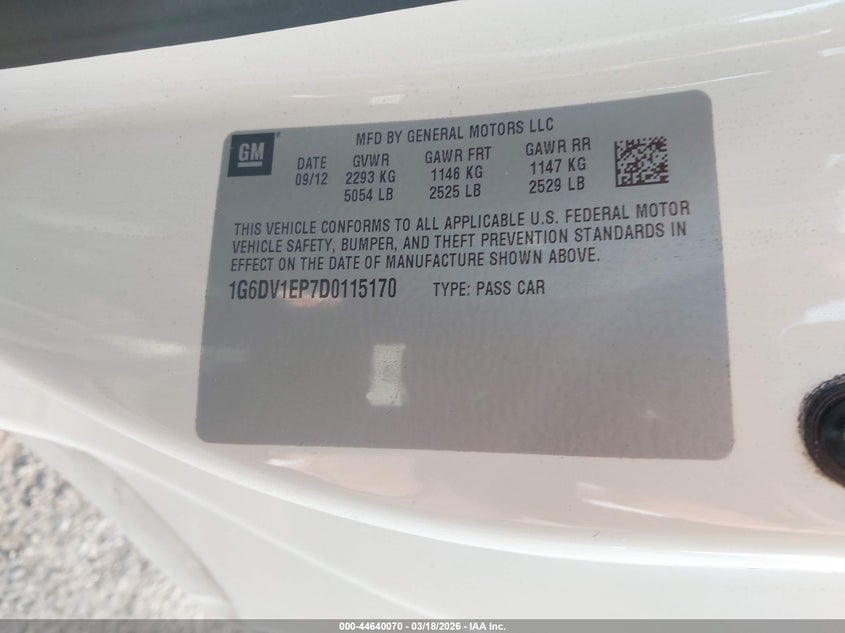 GM
MFD BY GENERAL MOTORS LLC
DATE GVWR GAWR FRT GAWR RR
09/12 2293 KG 1146 KG 1147 KG
5054 LB 2525 LB 2529 LB
THIS VEHICLE CONFORMS TO ALL APPLICABLE U.S. FEDERAL MOTOR
VEHICLE SAFETY, BUMPER, AND THEFT PREVENTION STANDARDS IN
EFFECT ON THE DATE OF MANUFACTURE SHOWN ABOVE.
1G6DV1EP7D0115170 TYPE: PASS CAR
000-44640070 — 03/18/2026 — IAA Inc.